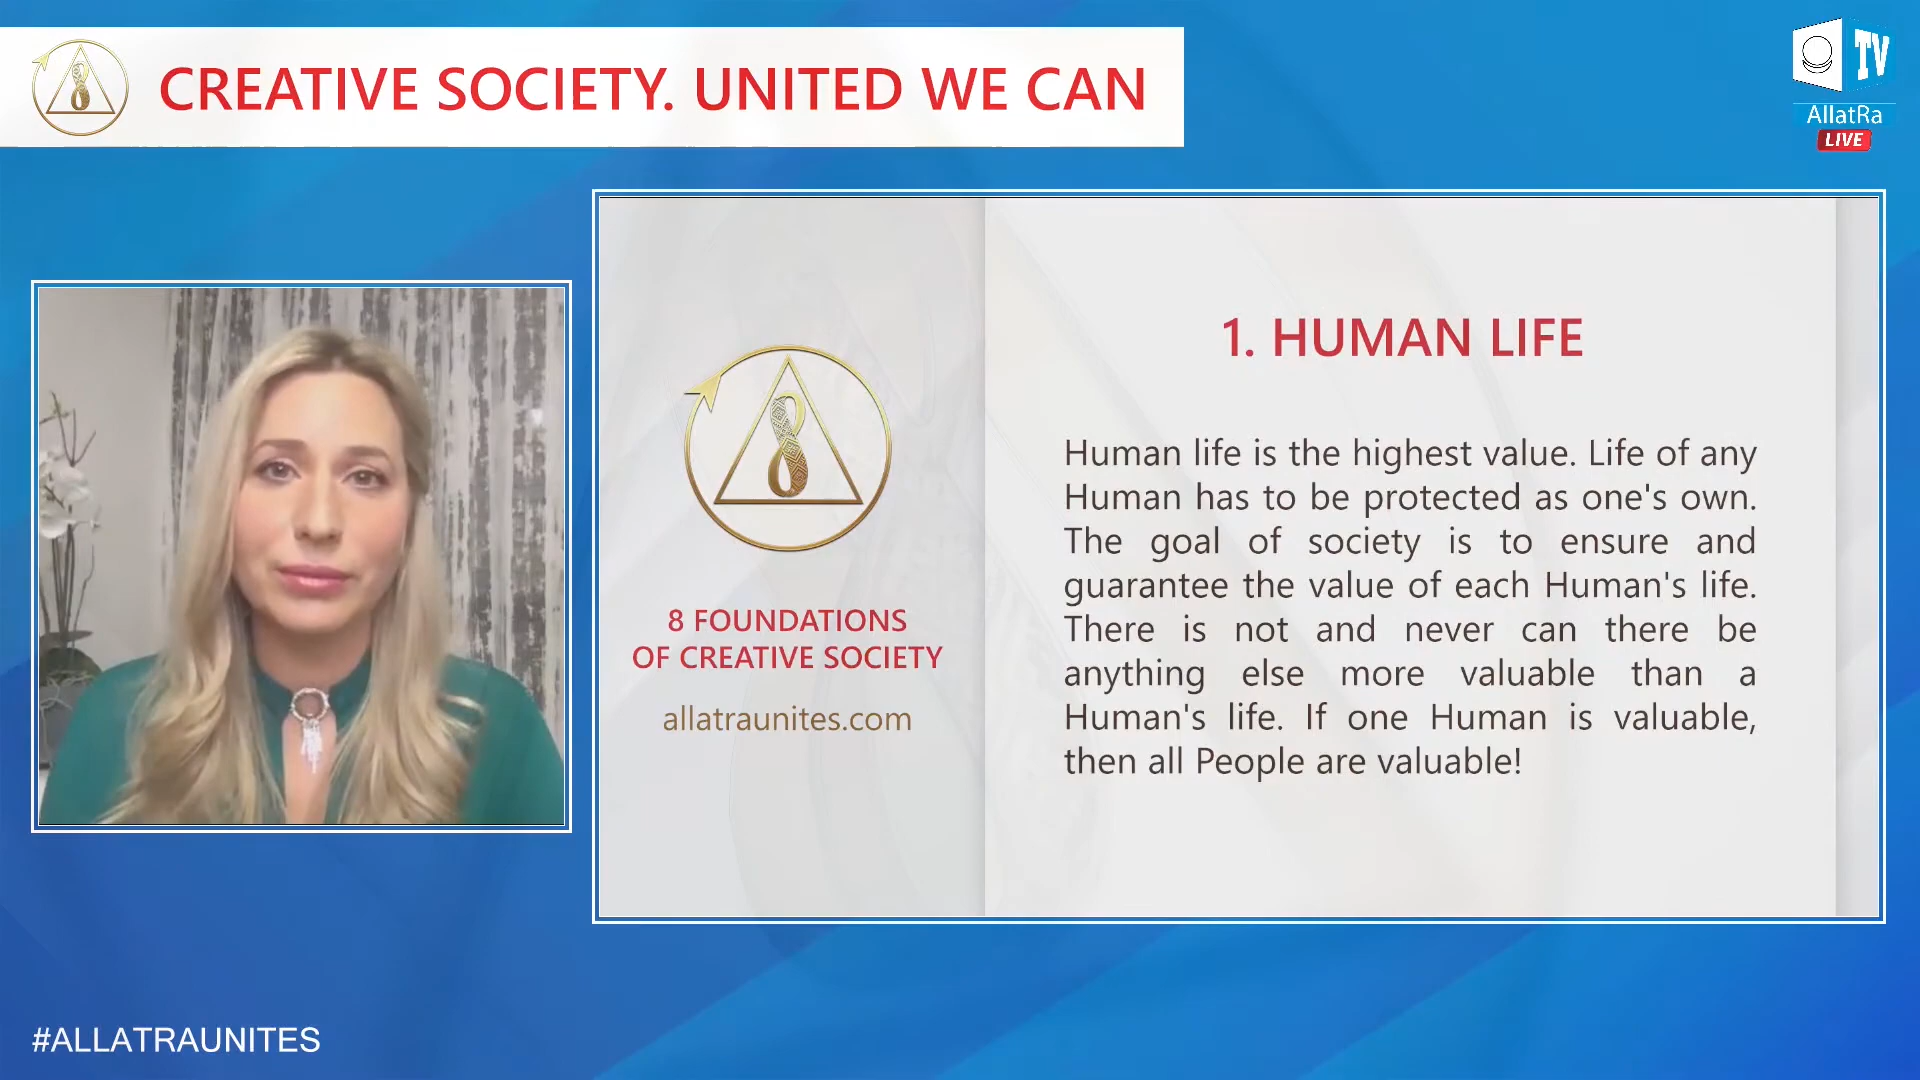 CREATIVE SOCIETY. UNITED WE CAN
TV
AllatRa
LIVE
8 FOUNDATIONS
OF CREATIVE SOCIETY
allatraunites.com
1. HUMAN LIFE
Human life is the highest value. Life of any
Human has to be protected as one's own.
The goal of society is to ensure and
guarantee the value of each Human's life.
There is not and never can there be
anything else more valuable than a
Human's life. If one Human is valuable,
then all People are valuable!
#ALLATRAUNITES